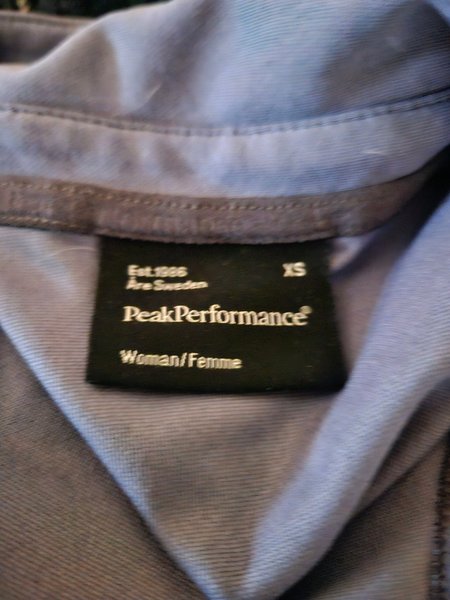 Est.1986 XS
Åre Sweden
PeakPerformance®
Woman/Femme